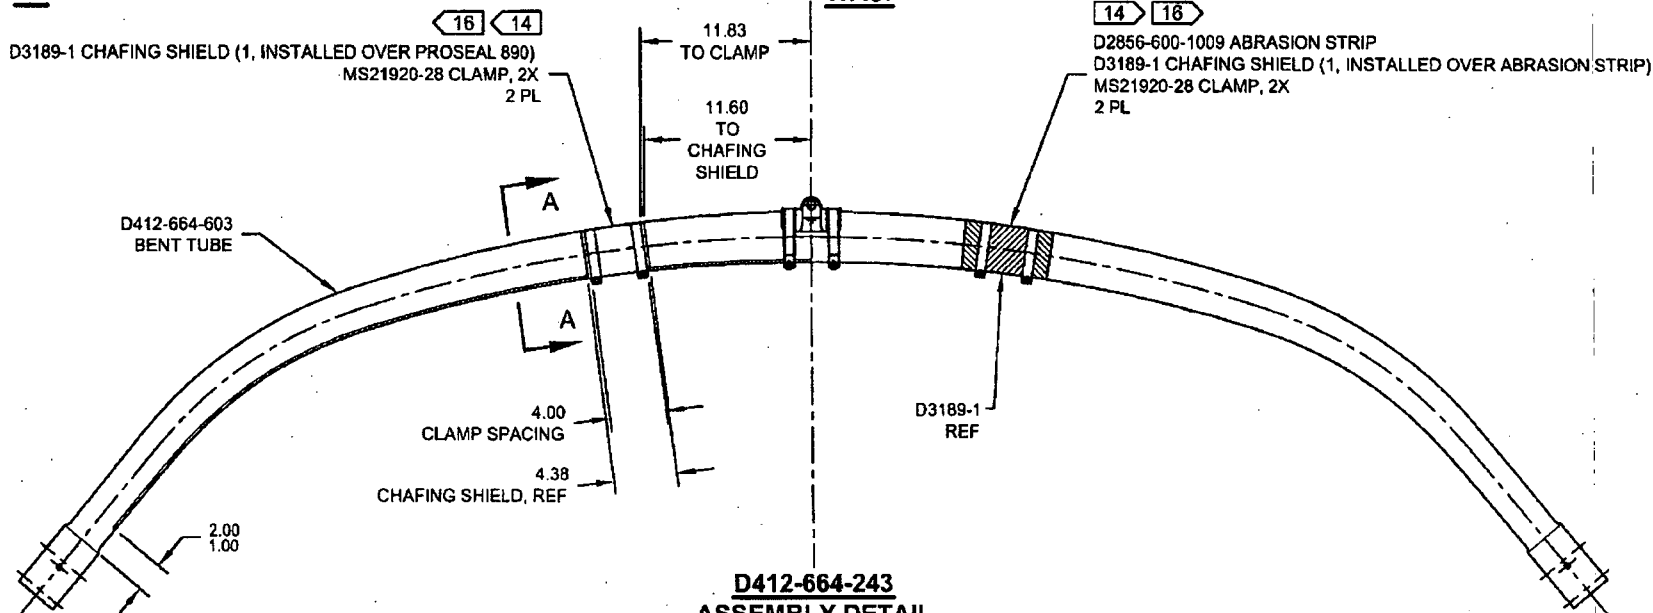 16 14
D3189-1 CHAFING SHIELD (1, INSTALLED OVER PROSEAL 890)
MS21920-28 CLAMP, 2X
2 PL
11.83
TO CLAMP
11.60
TO
CHAFING
SHIELD
14 16
D2856-600-1009 ABRASION STRIP
D3189-1 CHAFING SHIELD (1, INSTALLED OVER ABRASION STRIP)
MS21920-28 CLAMP, 2X
2 PL
D412-664-603
BENT TUBE
A
A
4.00
CLAMP SPACING
4.38
CHAFING SHIELD, REF
D3189-1
REF
2.00
1.00
D412-664-243
ASSEMBLY DETAIL